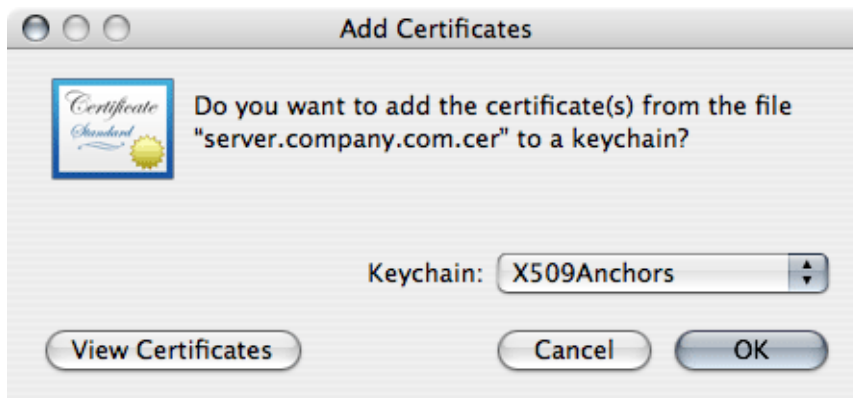 Add Certificates
Certificate
Standard
Do you want to add the certificate(s) from the file
"server.company.com.cer" to a keychain?
Keychain: X509Anchors
View Certificates Cancel OK